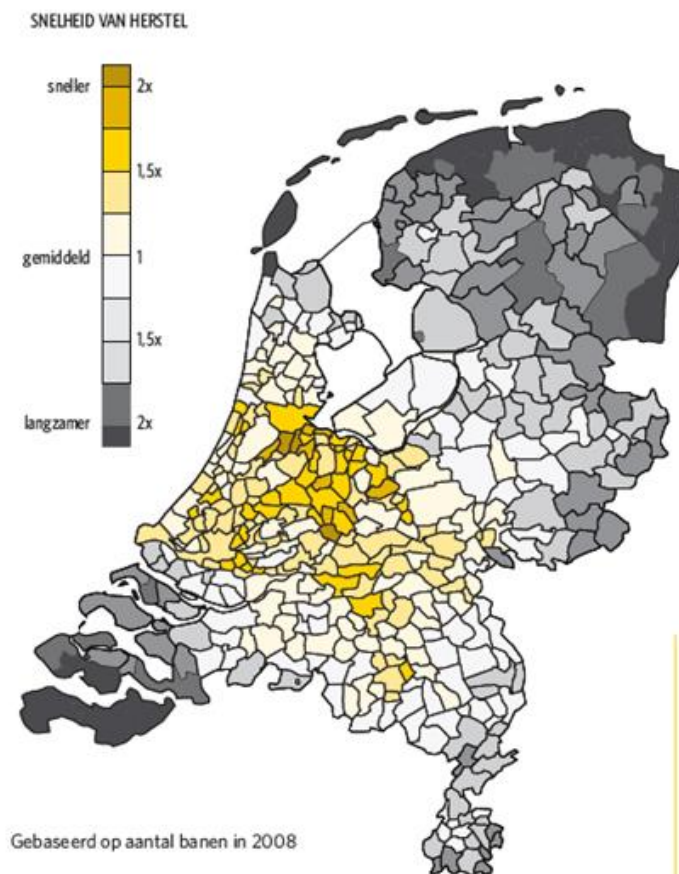 SNELHEID VAN HERSTEL
sneller
2x
1,5x
gemiddeld
1
1,5x
langzamer
2x
Gebaseerd op aantal banen in 2008